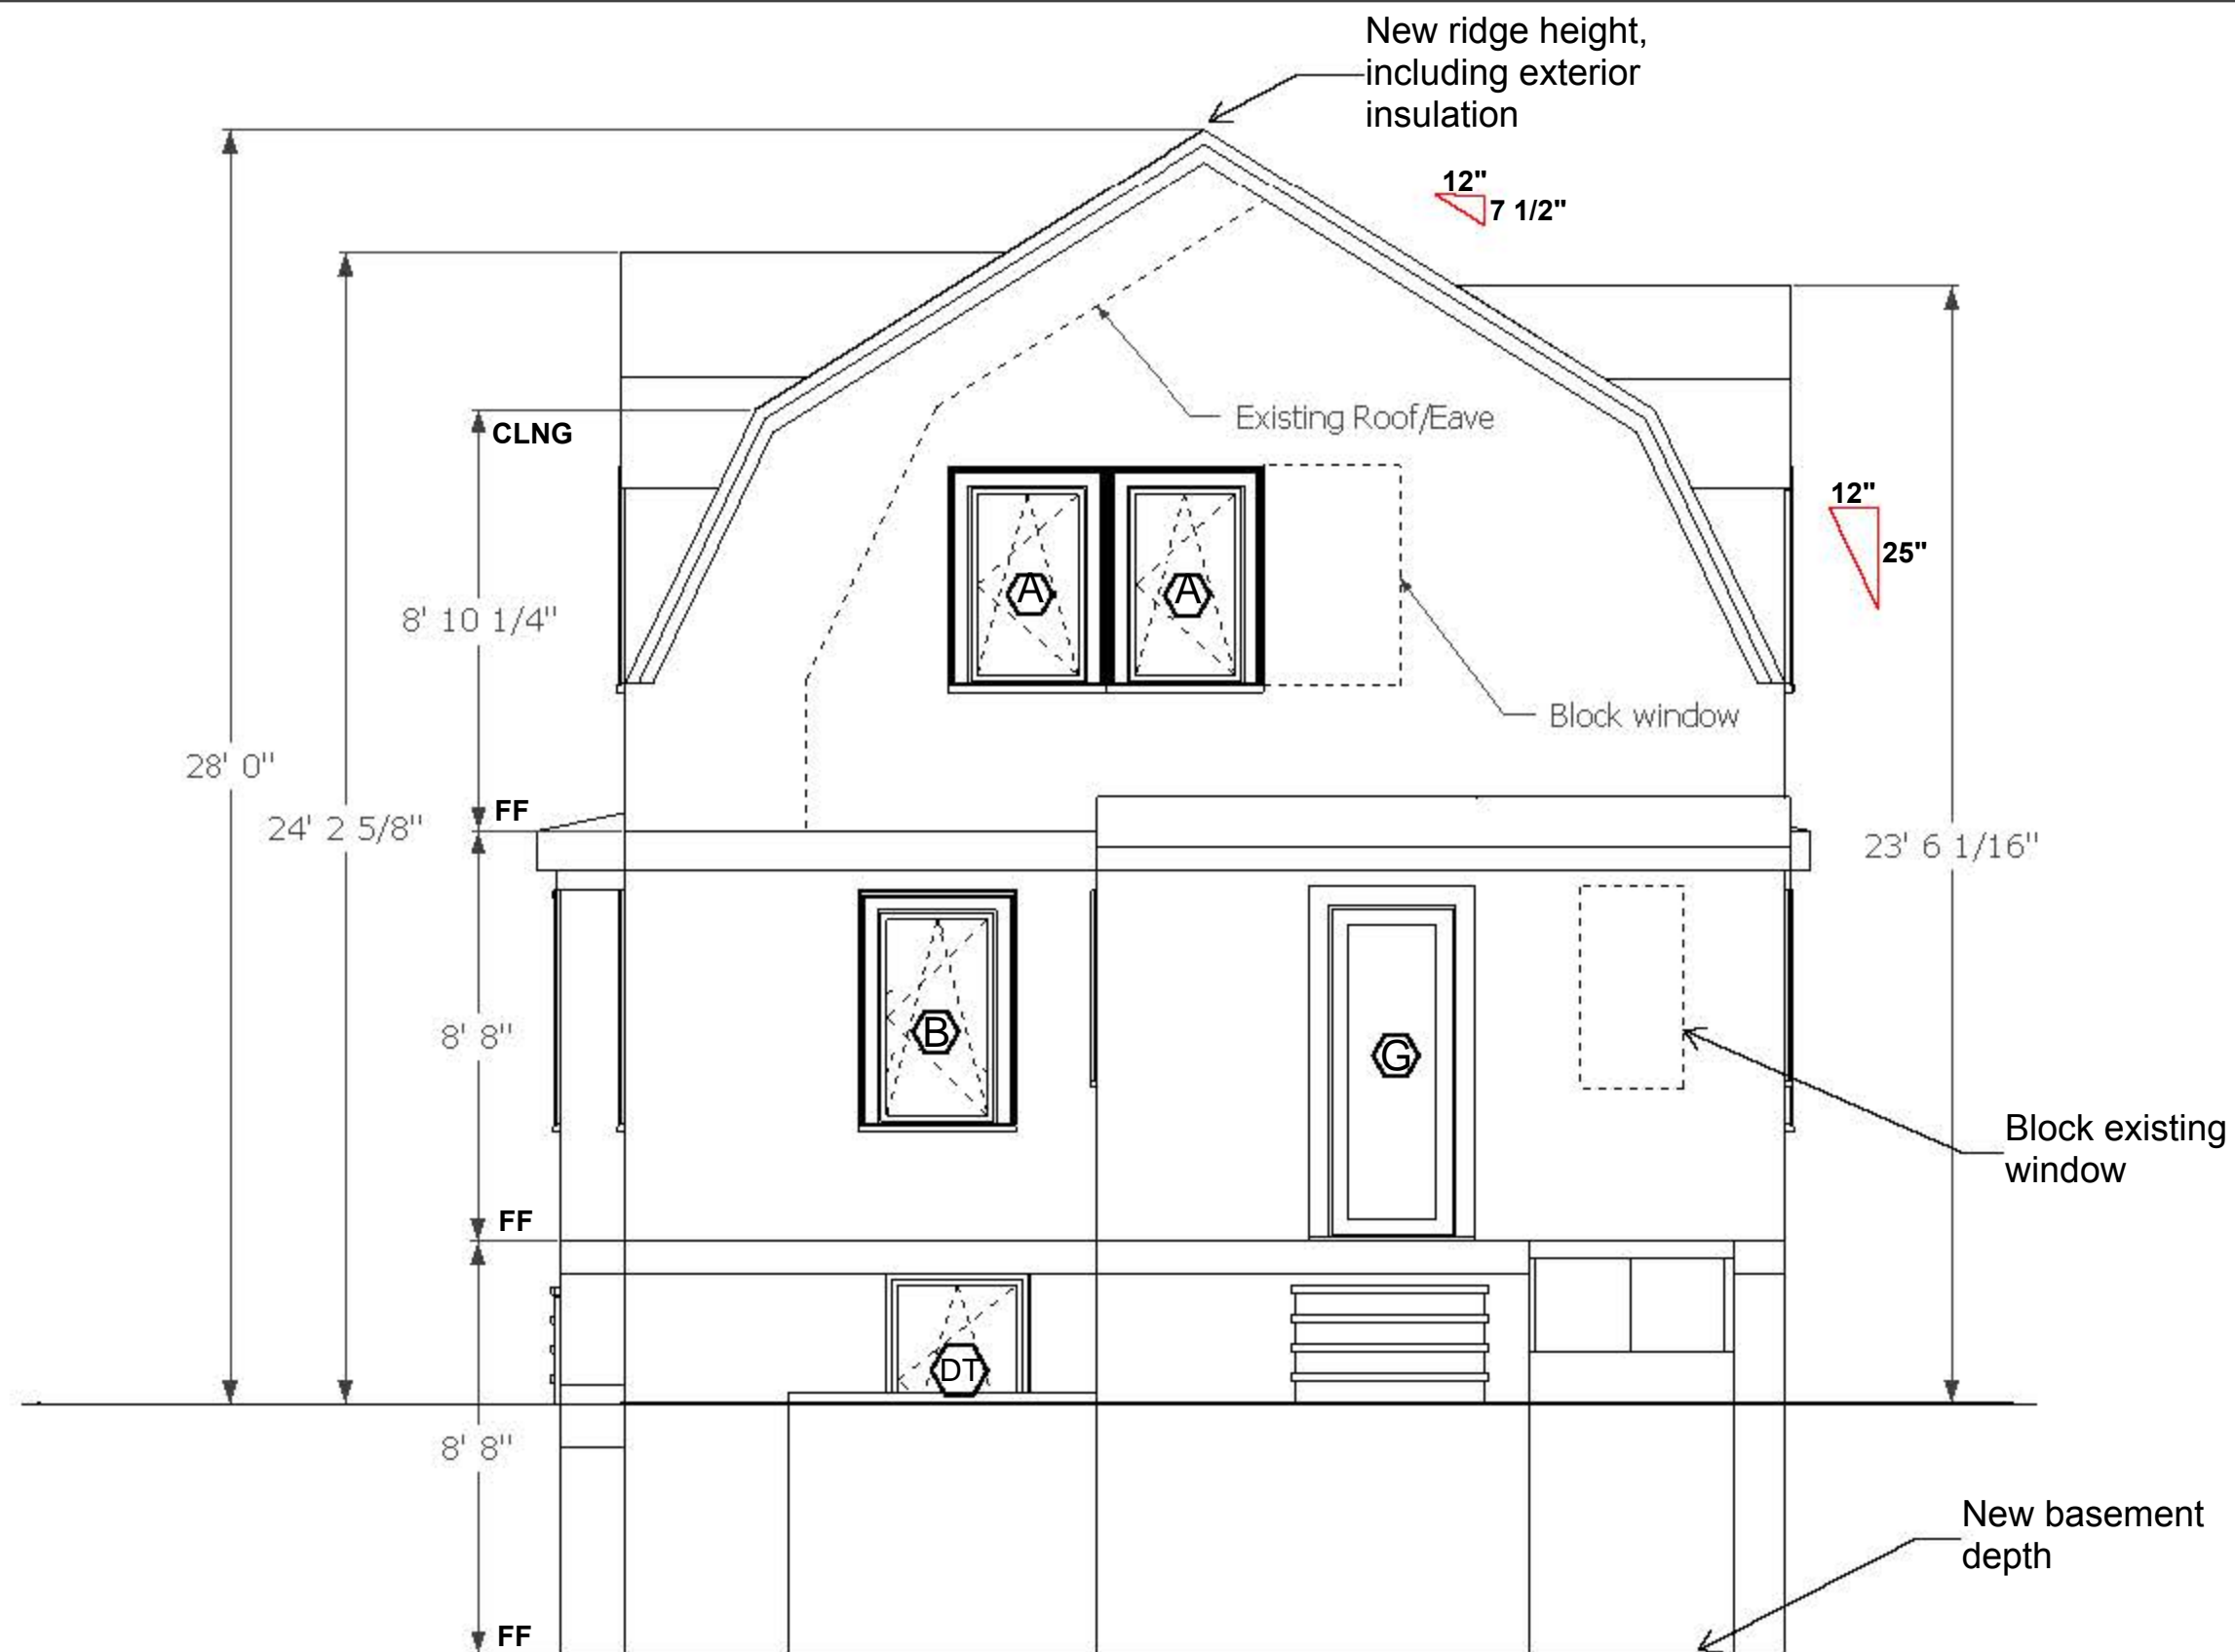 New ridge height,
including exterior
insulation
12"
7 1/2"
Existing Roof/Eave
CLNG
12"
25"
A
A
8' 10 1/4"
Block window
28' 0"
FF
24' 2 5/8"
23' 6 1/16"
B
8' 8"
G
Block existing
window
FF
DT
8' 8"
New basement
depth
FF